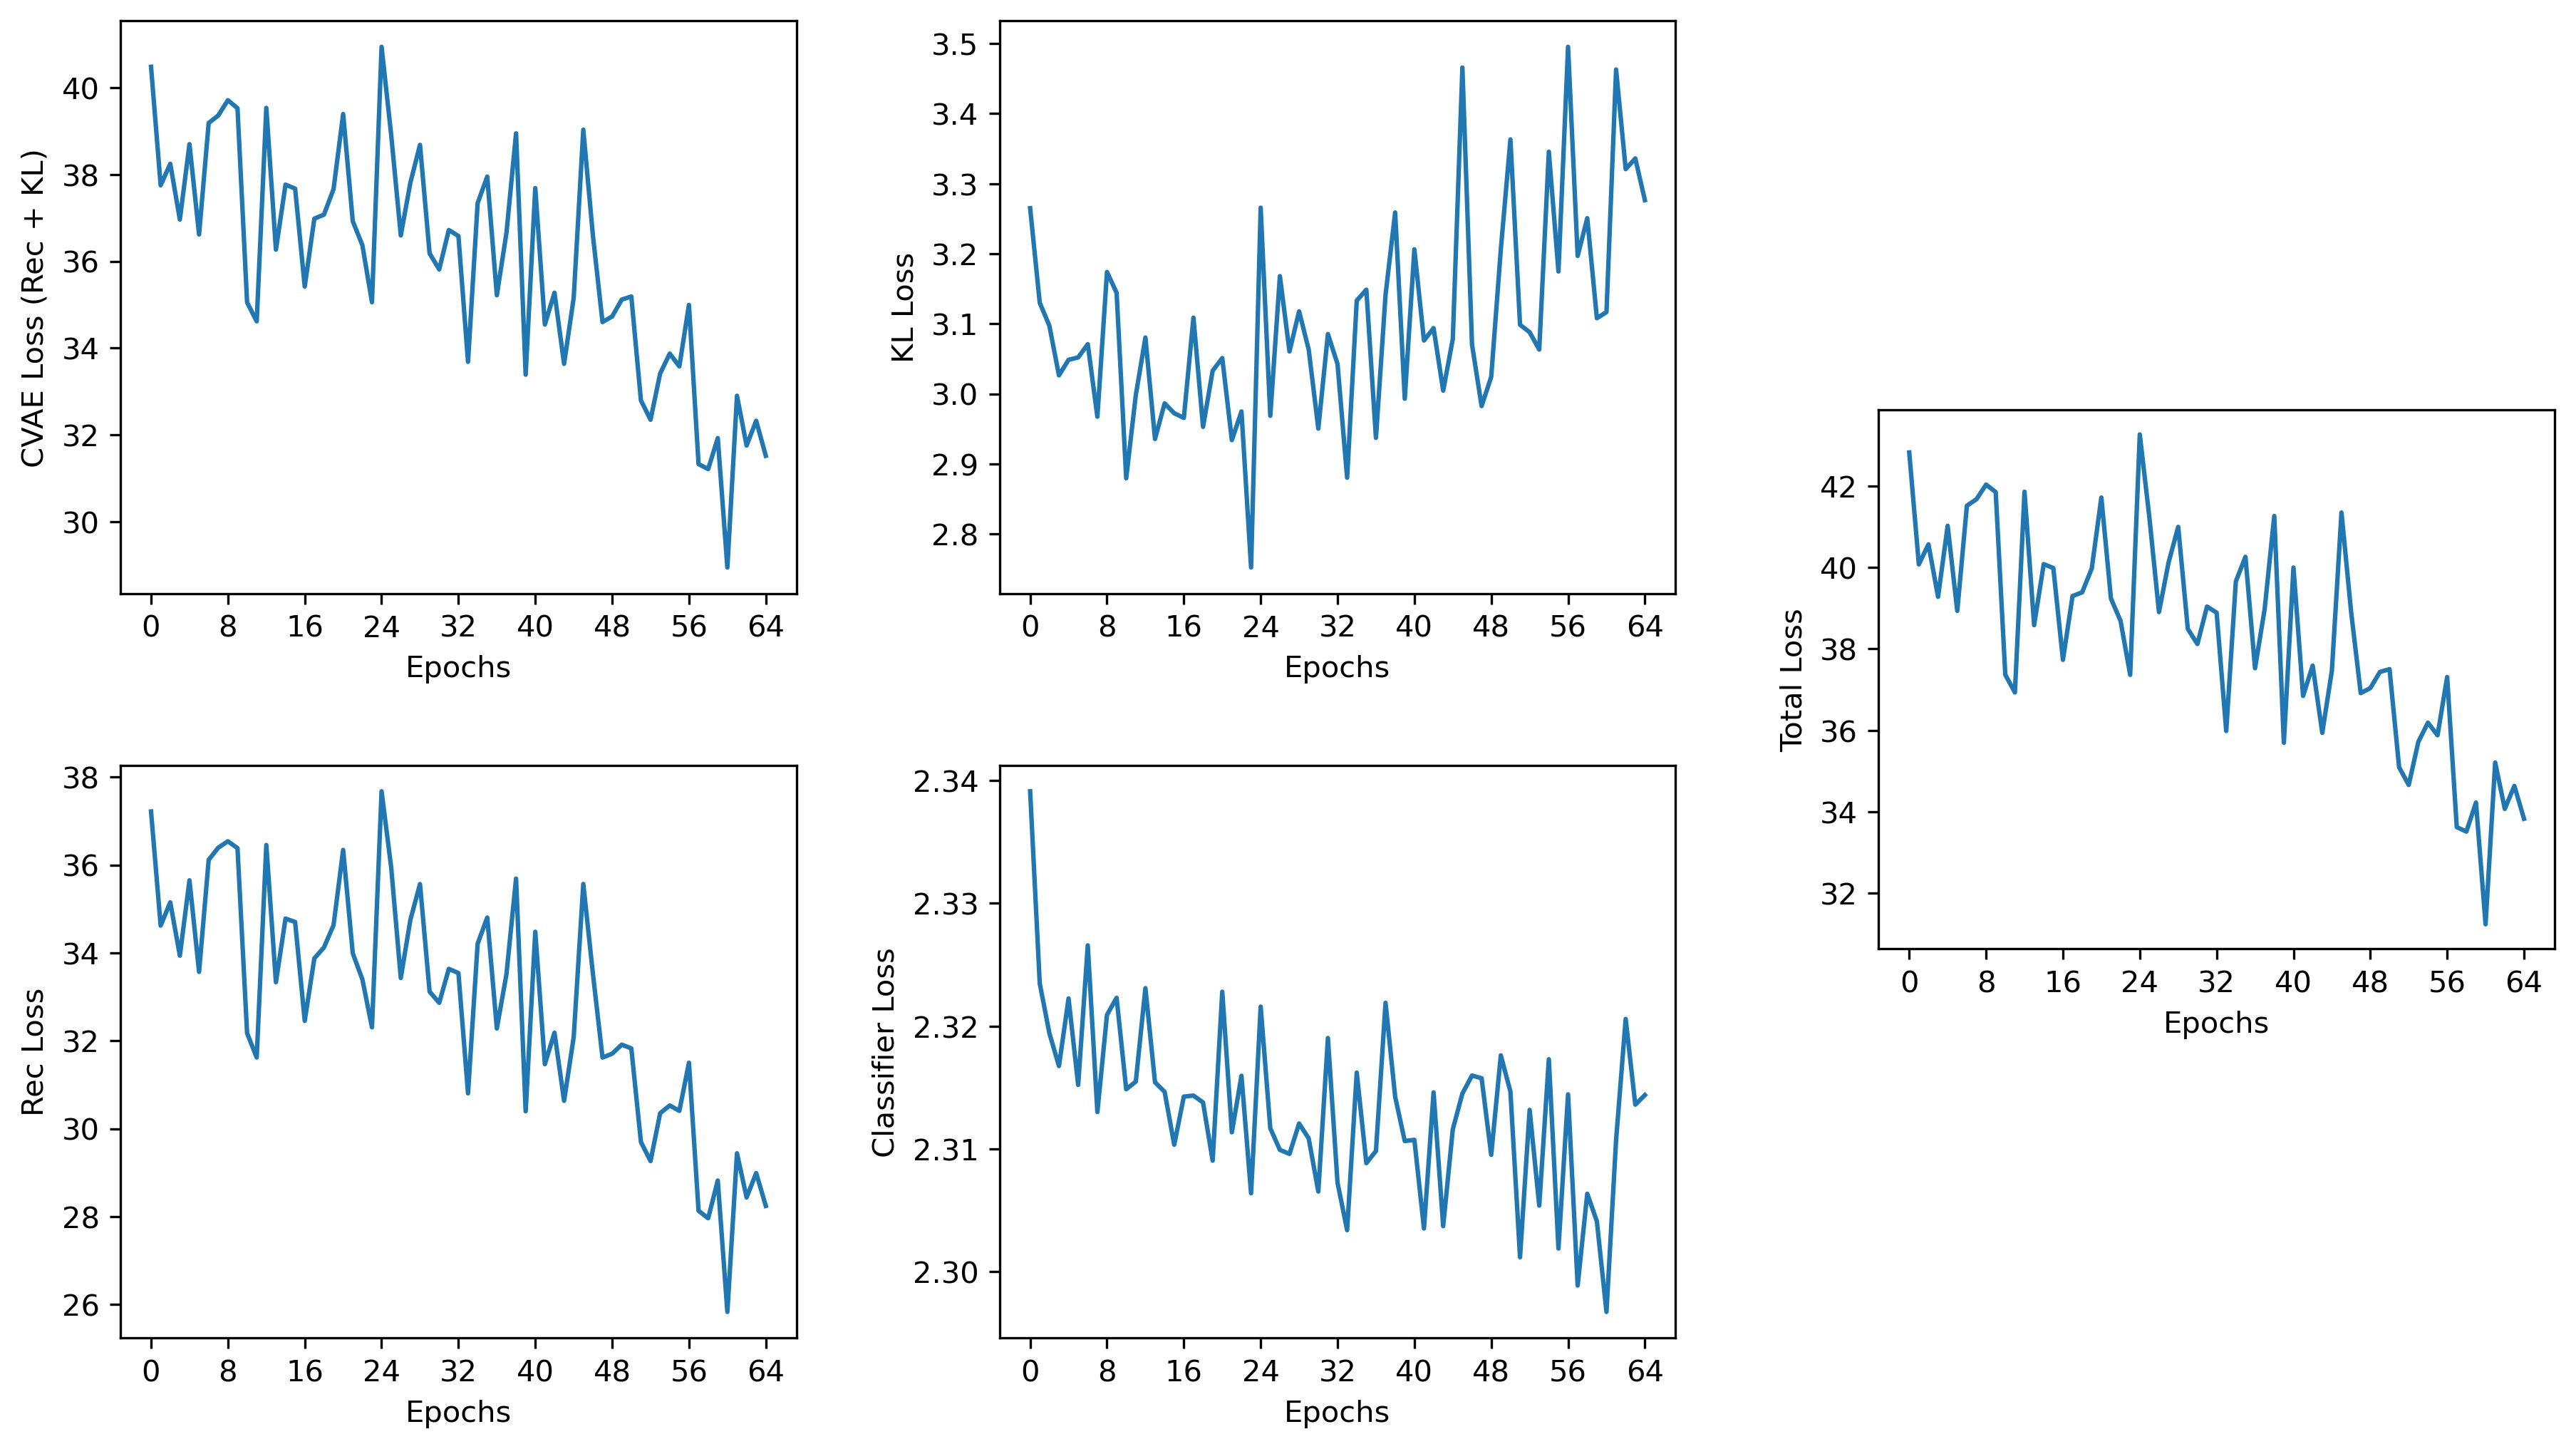 CVAE Loss (Rec + KL)
40
38
36
34
32
30
0 8 16 24 32 40 48 56 64
Epochs
KL Loss
3.5
3.4
3.3
3.2
3.1
3.0
2.9
2.8
0 8 16 24 32 40 48 56 64
Epochs
Rec Loss
38
36
34
32
30
28
26
0 8 16 24 32 40 48 56 64
Epochs
Classifier Loss
2.34
2.33
2.32
2.31
2.30
0 8 16 24 32 40 48 56 64
Epochs
Total Loss
42
40
38
36
34
32
0 8 16 24 32 40 48 56 64
Epochs